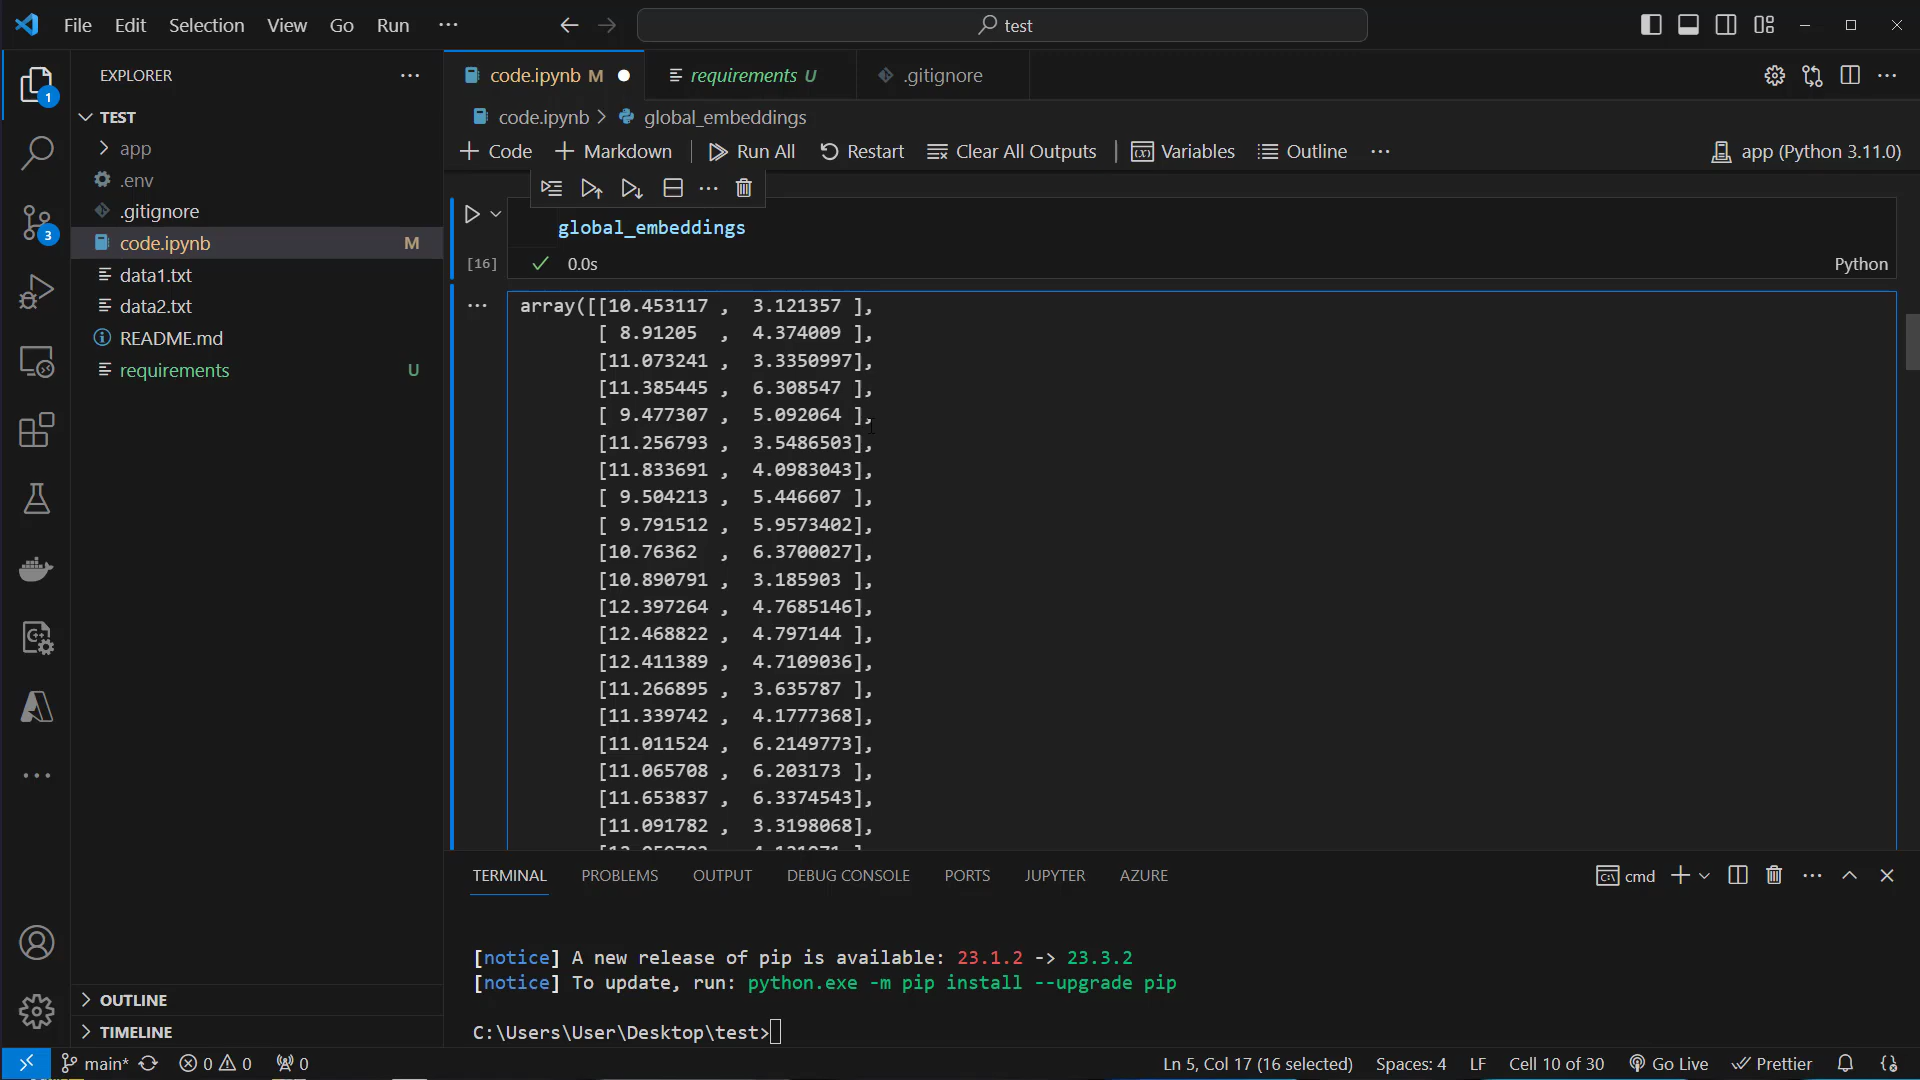 File Edit Selection View Go Run ··· test
EXPLORER ···
TEST
app
.env
.gitignore
code.ipynb M
data1.txt
data2.txt
README.md
requirements U
OUTLINE
TIMELINE
1
3
code.ipynb M requirements U .gitignore
code.ipynb > global_embeddings
+ Code + Markdown Run All Restart Clear All Outputs Variables Outline ··· app (Python 3.11.0)
global_embeddings
[16] 0.0s Python
array([[10.453117 , 3.121357 ],
[ 8.91205 , 4.374009 ],
[11.073241 , 3.3350997],
[11.385445 , 6.308547 ],
[ 9.477307 , 5.092064 ],
[11.256793 , 3.5486503],
[11.833691 , 4.0983043],
[ 9.504213 , 5.446607 ],
[ 9.791512 , 5.9573402],
[10.76362 , 6.3700027],
[10.890791 , 3.185903 ],
[12.397264 , 4.7685146],
[12.468822 , 4.797144 ],
[12.411389 , 4.7109036],
[11.266895 , 3.635787 ],
[11.339742 , 4.1777368],
[11.011524 , 6.2149773],
[11.065708 , 6.203173 ],
[11.653837 , 6.3374543],
[11.091782 , 3.3198068],
TERMINAL PROBLEMS OUTPUT DEBUG CONSOLE PORTS JUPYTER AZURE cmd
[notice] A new release of pip is available: 23.1.2 -> 23.3.2
[notice] To update, run: python.exe -m pip install --upgrade pip
C:\Users\User\Desktop\test>
main* 0 0 0 Ln 5, Col 17 (16 selected) Spaces: 4 LF Cell 10 of 30 Go Live Prettier